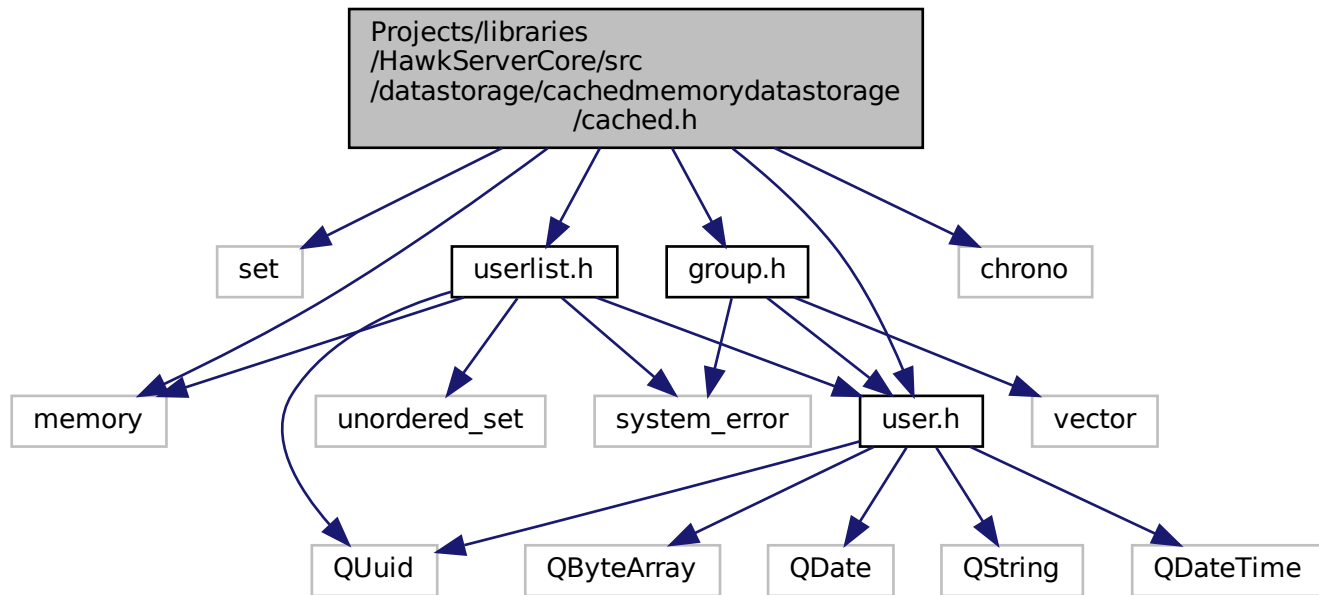 Projects/libraries
/HawkServerCore/src
/datastorage/cachedmemorydatastorage
/cached.h
set
userlist.h
group.h
chrono
memory
unordered_set
system_error
user.h
vector
QUuid
QByteArray
QDate
QString
QDateTime